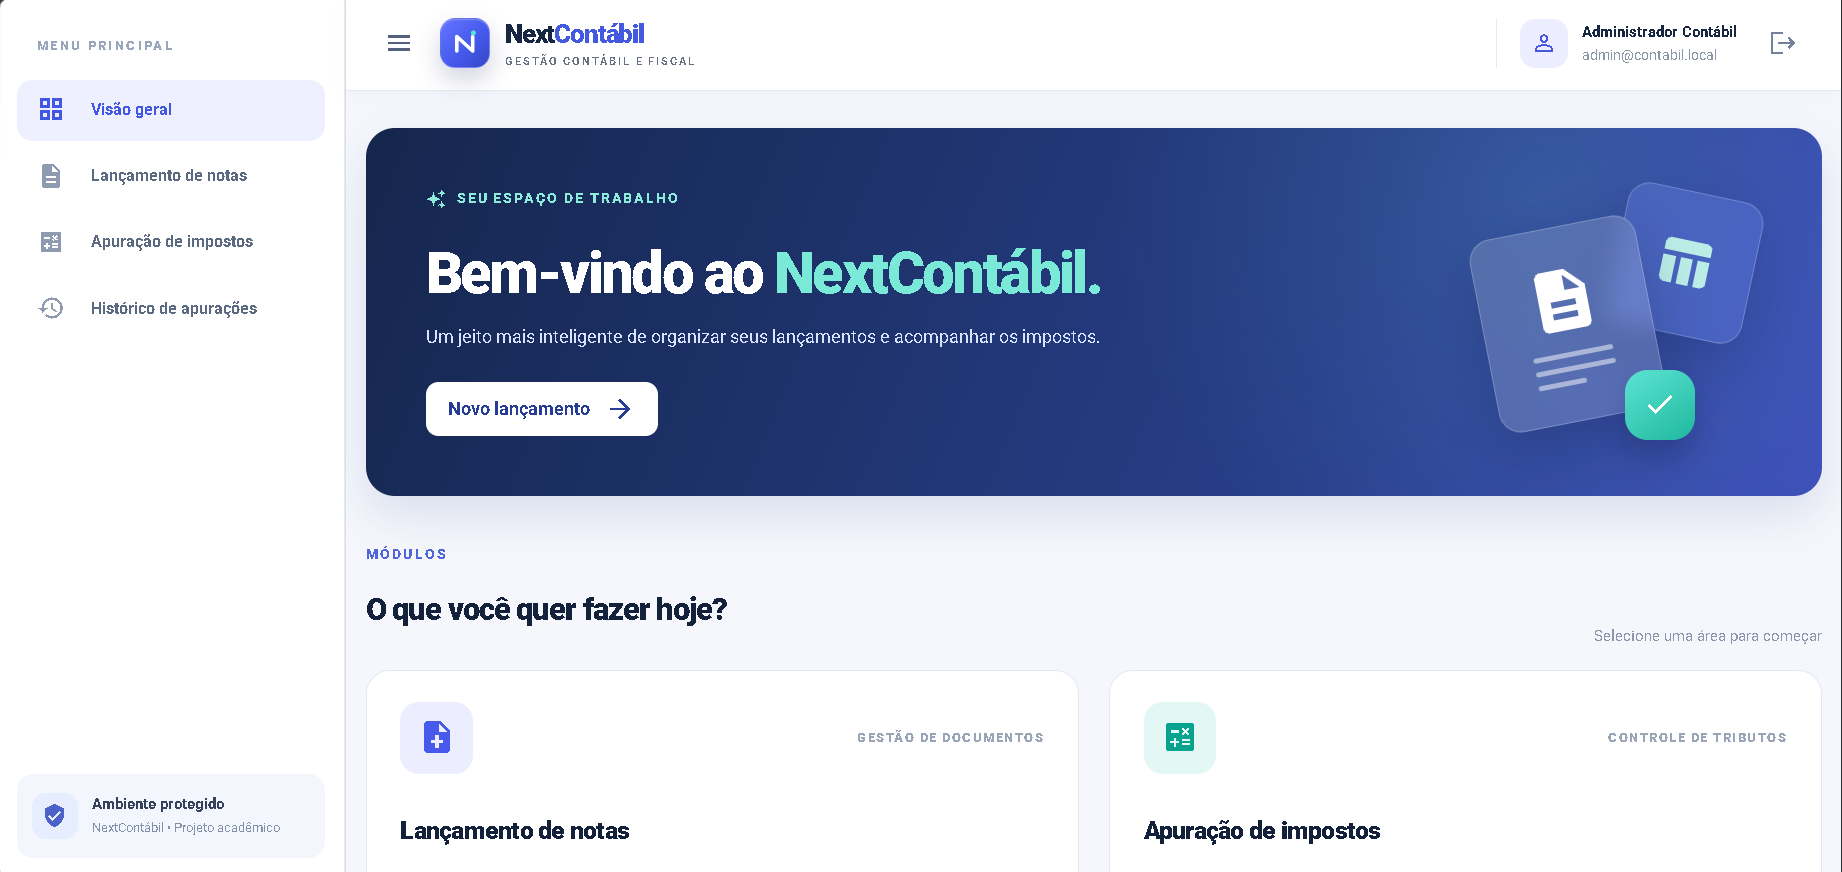 MENU PRINCIPAL
Visão geral
Lançamento de notas
Apuração de impostos
Histórico de apurações
Ambiente protegido
NextContábil • Projeto acadêmico
NextContábil
GESTÃO CONTÁBIL E FISCAL
Administrador Contábil
admin@contabil.local
SEU ESPAÇO DE TRABALHO
Bem-vindo ao NextContábil.
Um jeito mais inteligente de organizar seus lançamentos e acompanhar os impostos.
Novo lançamento
MÓDULOS
O que você quer fazer hoje?
Selecione uma área para começar
GESTÃO DE DOCUMENTOS
Lançamento de notas
CONTROLE DE TRIBUTOS
Apuração de impostos